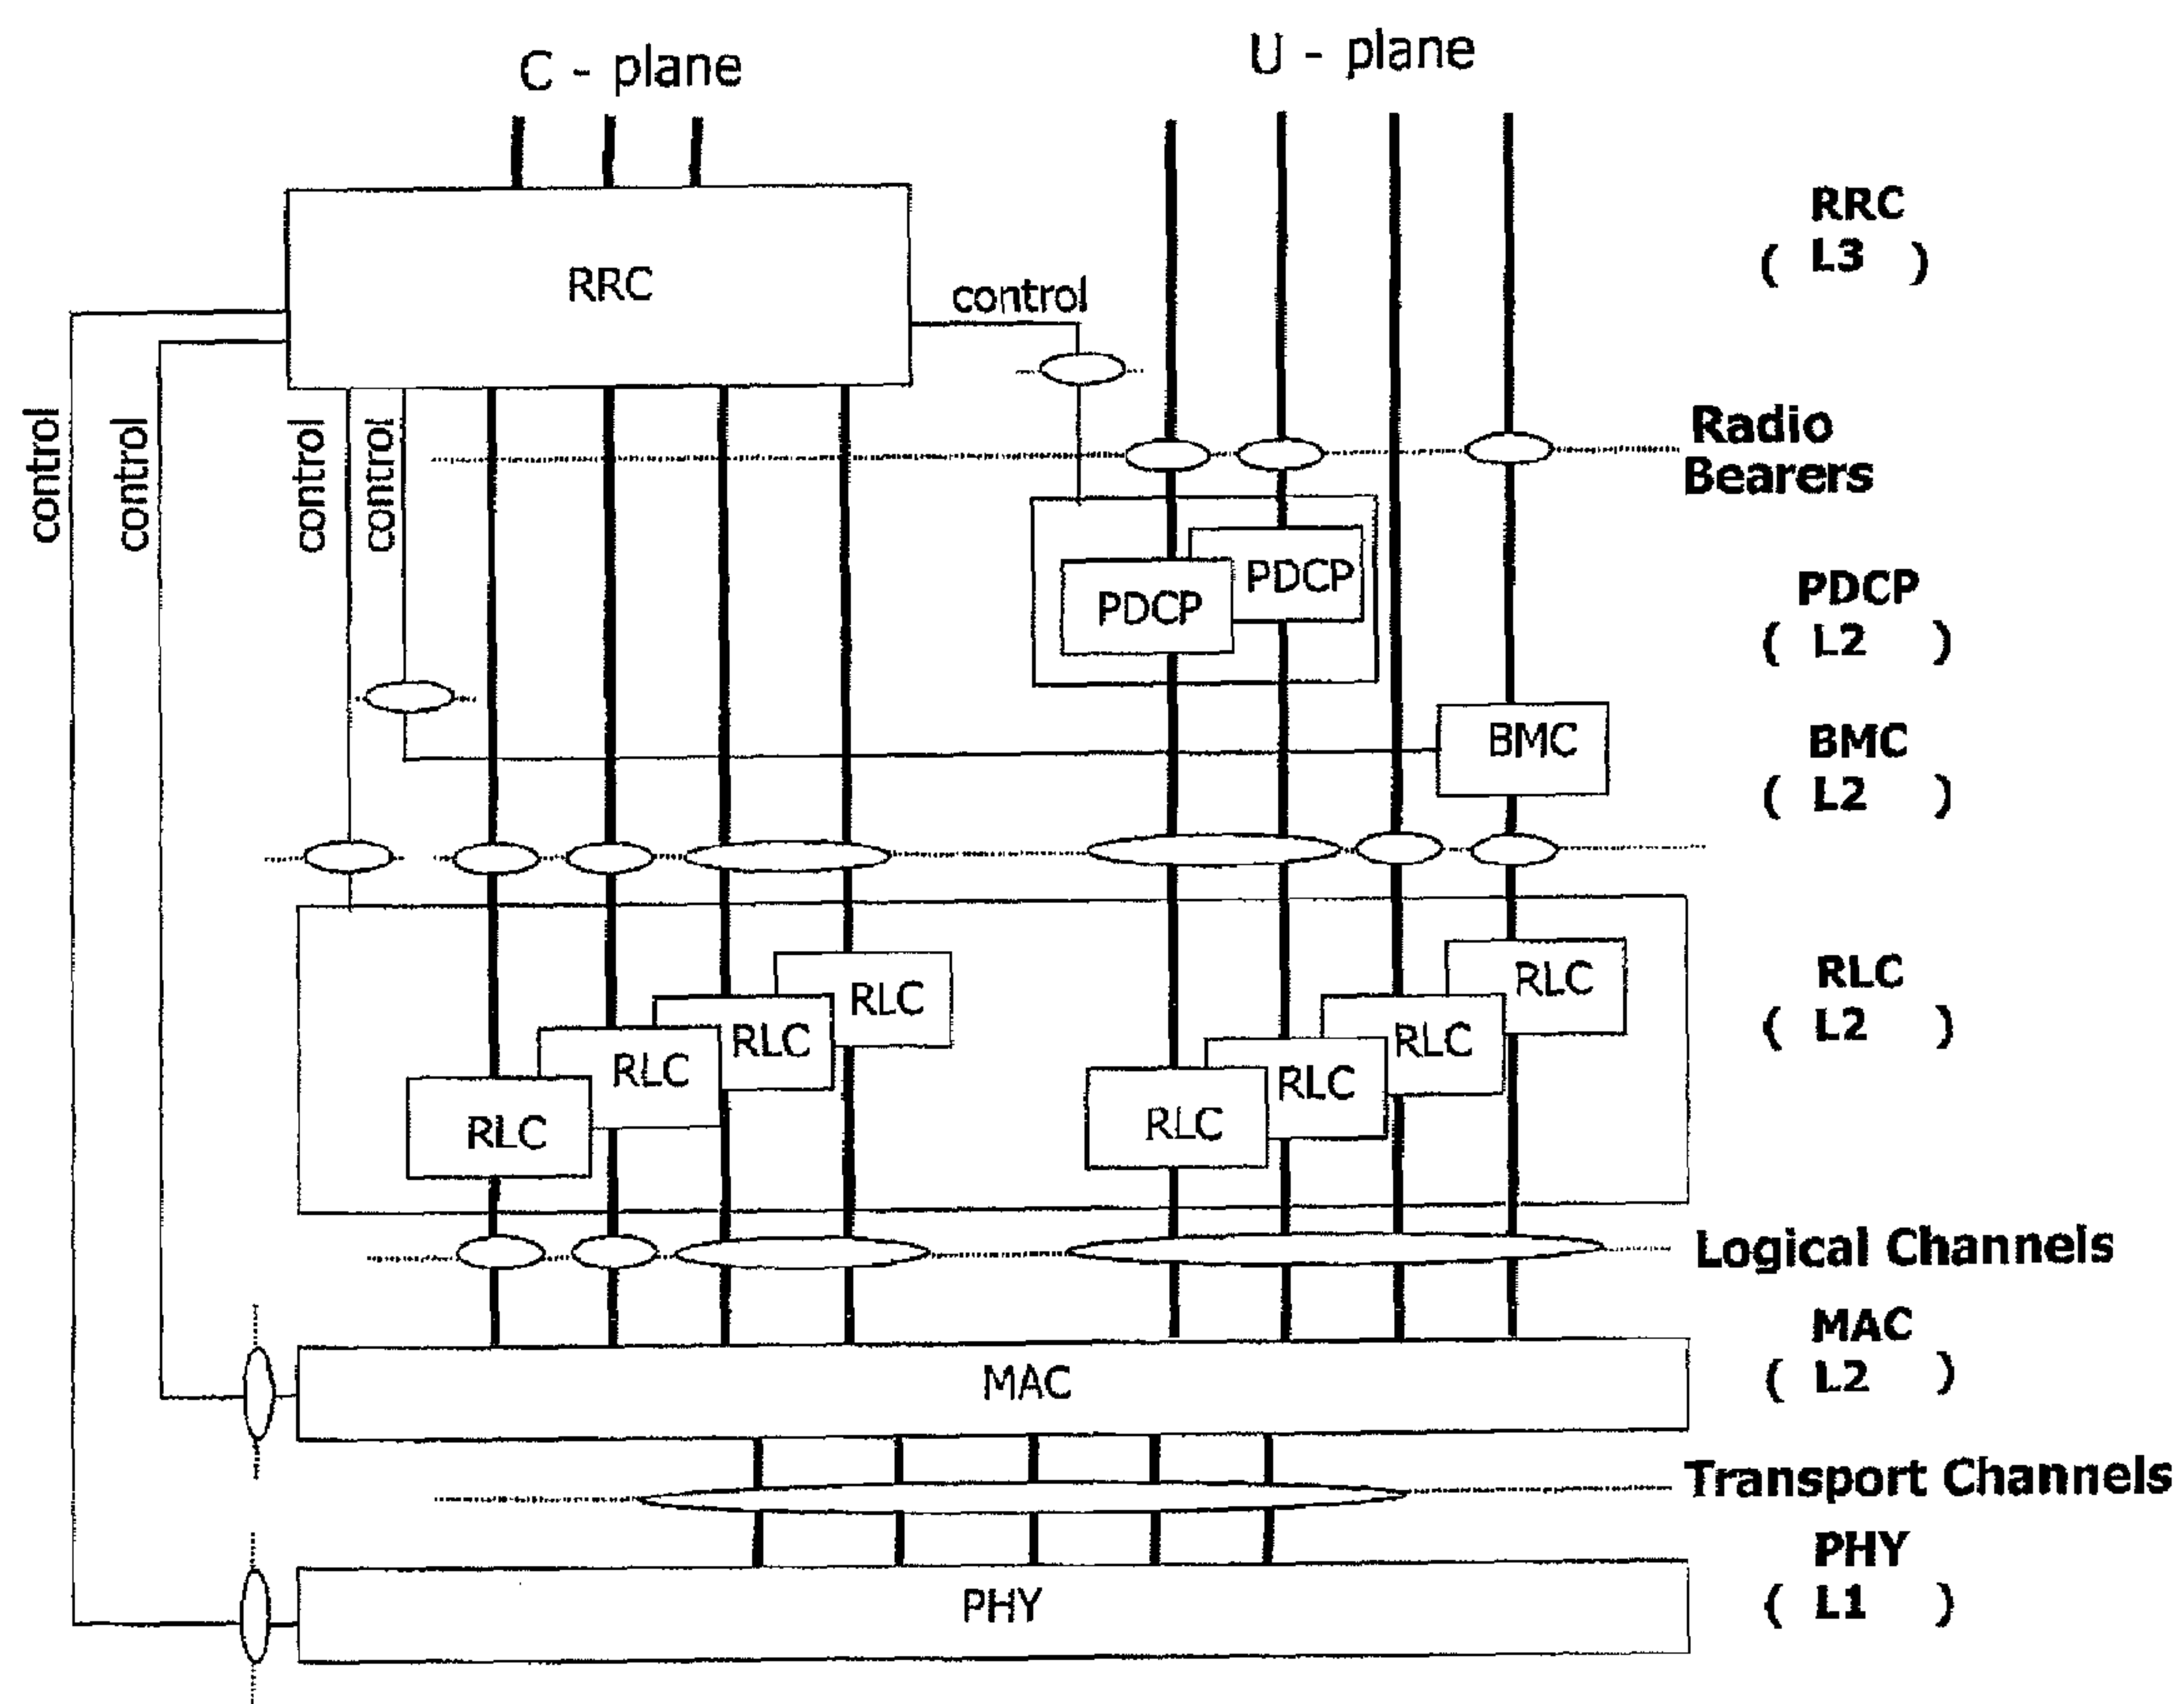 C - plane
U - plane
RRC
( L3 )
RRC
control
control
control
control
control
Radio
Bearers
PDCP
PDCP
PDCP
( L2 )
BMC
BMC
( L2 )
RLC
RLC
RLC
RLC
RLC
RLC
RLC
RLC
RLC
( L2 )
Logical Channels
MAC
MAC
( L2 )
Transport Channels
PHY
PHY
( L1 )